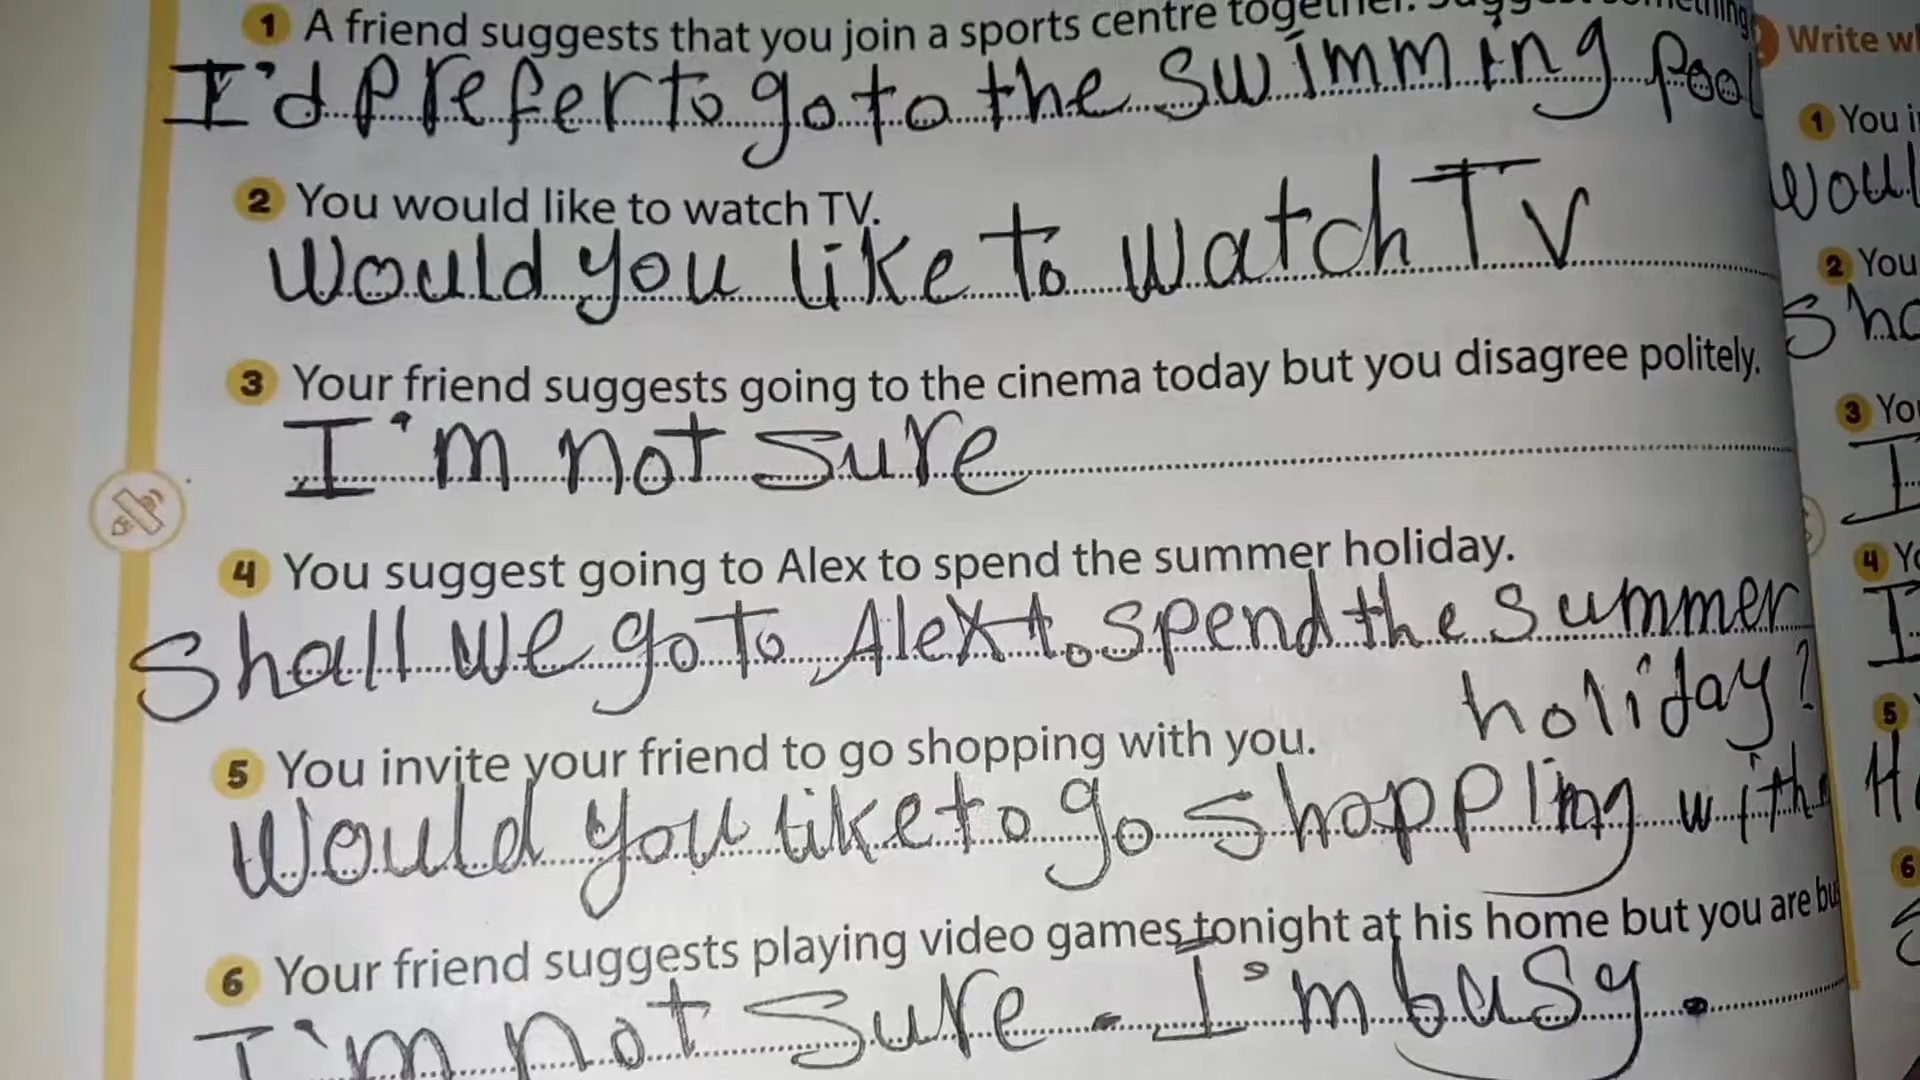 1 A friend suggests that you join a sports centre together.
I'd prefer to go to the swimming pool
2 You would like to watch TV.
Would you like to watch TV
3 Your friend suggests going to the cinema today but you disagree politely.
I'm not sure
4 You suggest going to Alex to spend the summer holiday.
Shall we go to Alex to spend the summer
holiday?
5 You invite your friend to go shopping with you.
Would you like to go shopping with
6 Your friend suggests playing video games tonight at his home but you are
I'm not sure. I'm busy.
Write
1 You
2 You
3
4
5
6